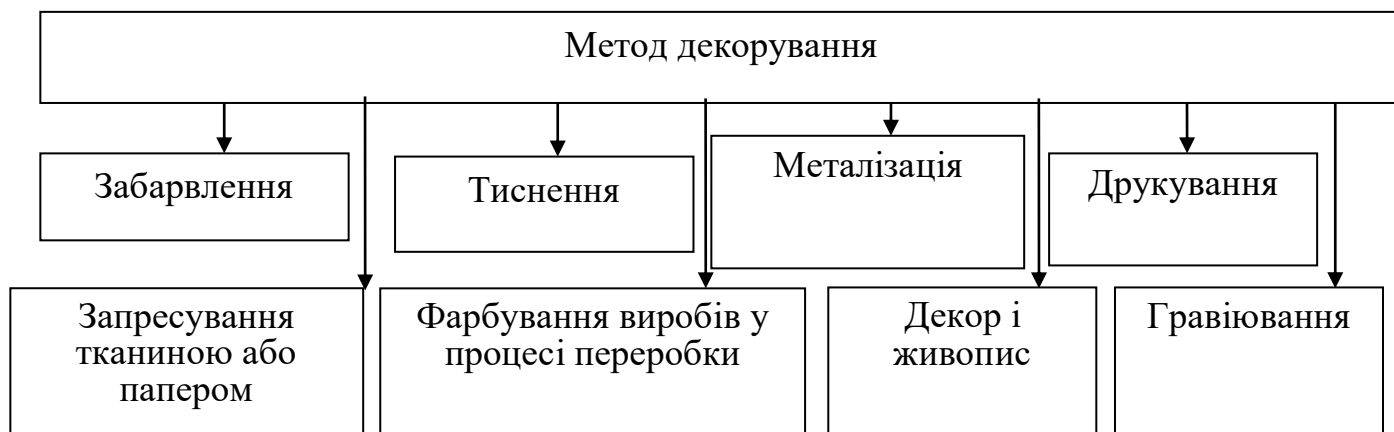 Метод декорування
Забарвлення
Тиснення
Металізація
Друкування
Запресування
тканиною або
папером
Фарбування виробів у
процесі переробки
Декор і
живопис
Гравіювання